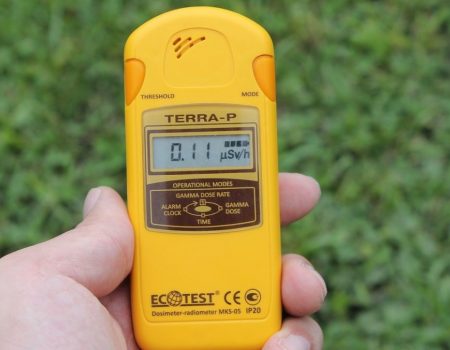 THRESHOLD MODE
TERRA-P
0.11 µSv/h
OPERATIONAL MODES
GAMMA DOSE RATE
ALARM CLOCK GAMMA DOSE
TIME
ECOTEST® CE
Dosimeter-radiometer MKS-05 IP20